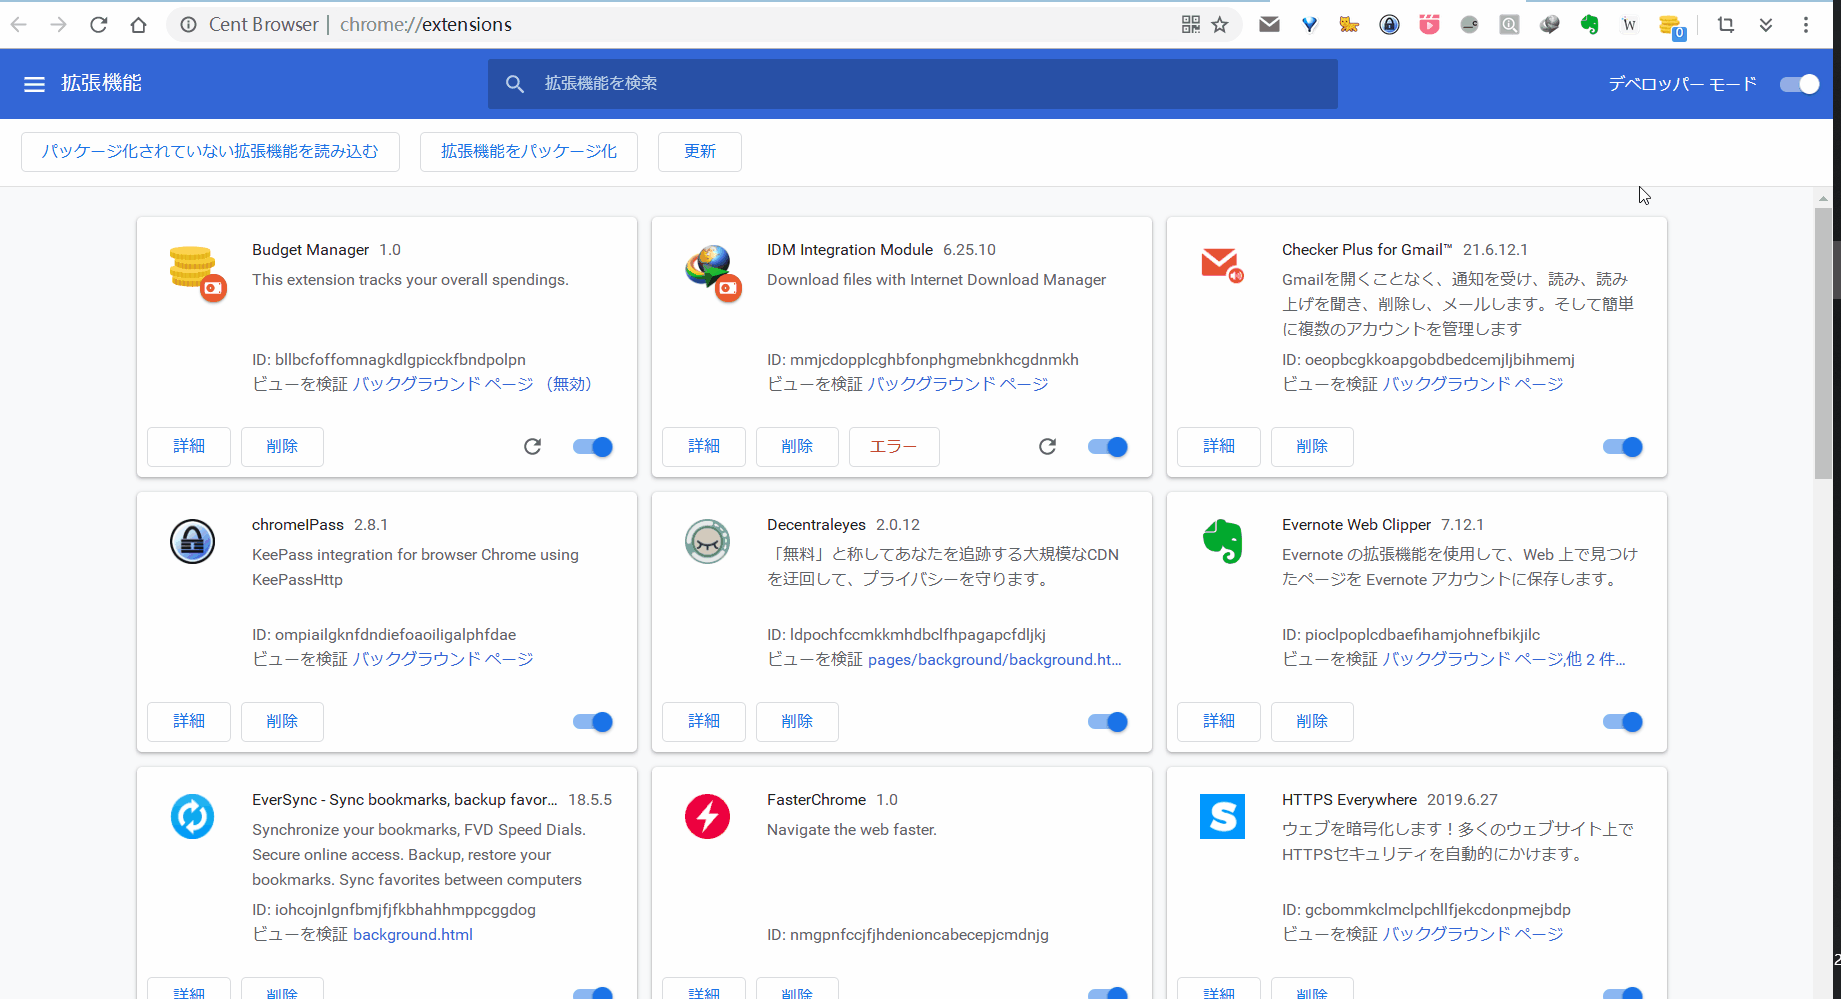 Cent Browser | chrome://extensions
W
0
拡張機能
拡張機能を検索
デベロッパー モード
パッケージ化されていない拡張機能を読み込む
拡張機能をパッケージ化
更新
Budget Manager 1.0
This extension tracks your overall spendings.
ID: bllbcfoffomnagkdlgpicckfbndpolpn
ビューを検証 バックグラウンド ページ （無効）
詳細
削除
IDM Integration Module 6.25.10
Download files with Internet Download Manager
ID: mmjcdopplcghbfonphgmebnkhcgdnmkh
ビューを検証 バックグラウンド ページ
詳細
削除
エラー
Checker Plus for Gmail™ 21.6.12.1
Gmailを開くことなく、通知を受け、読み、読み
上げを聞き、削除し、メールします。そして簡単
に複数のアカウントを管理します
ID: oeopbcgkkoapgobdbedcemjljbihmemj
ビューを検証 バックグラウンド ページ
詳細
削除
chromeIPass 2.8.1
KeePass integration for browser Chrome using
KeePassHttp
ID: ompiailgknfdndiefoaoiligalphfdae
ビューを検証 バックグラウンド ページ
詳細
削除
Decentraleyes 2.0.12
「無料」と称してあなたを追跡する大規模なCDN
を迂回して、プライバシーを守ります。
ID: ldpochfccmkkmhdbclfhpagapcfdljkj
ビューを検証 pages/background/background.ht...
詳細
削除
Evernote Web Clipper 7.12.1
Evernote の拡張機能を使用して、Web 上で見つけ
たページを Evernote アカウントに保存します。
ID: pioclpoplcdbaefihamjohnefbikjilc
ビューを検証 バックグラウンド ページ,他 2 件...
詳細
削除
EverSync - Sync bookmarks, backup favor... 18.5.5
Synchronize your bookmarks, FVD Speed Dials.
Secure online access. Backup, restore your
bookmarks. Sync favorites between computers
ID: iohcojnlgnfbmjfjfkbhahhmppcggdog
ビューを検証 background.html
詳細
削除
FasterChrome 1.0
Navigate the web faster.
ID: nmgpnfccjfjhdenioncabecepjcmdnjg
詳細
削除
HTTPS Everywhere 2019.6.27
ウェブを暗号化します！多くのウェブサイト上で
HTTPSセキュリティを自動的にかけます。
ID: gcbommkclmclpchllfjekcdonpmejbdp
ビューを検証 バックグラウンド ページ
詳細
削除
2